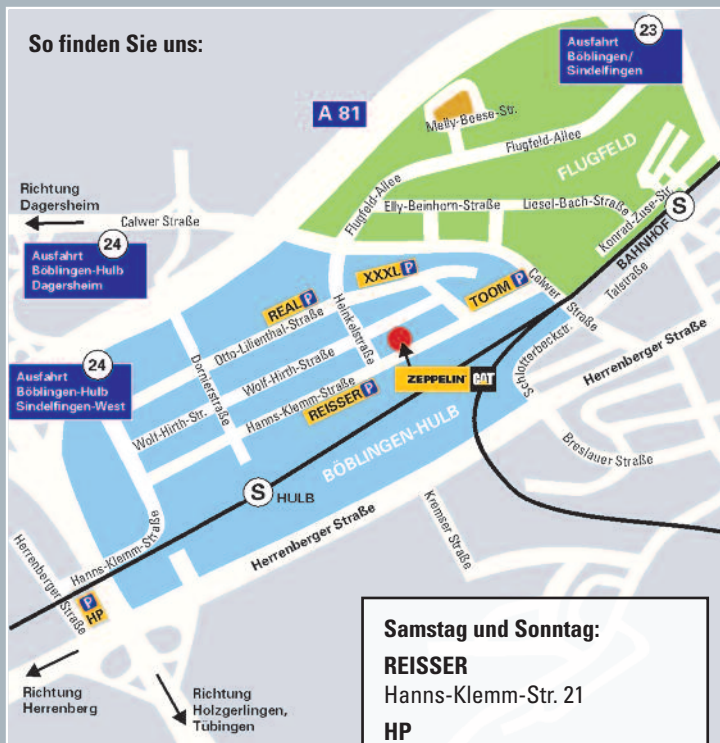 So finden Sie uns:
23
Ausfahrt
Böblingen/
Sindelfingen
A 81
Melly-Beese-Str.
Flugfeld-Allee
FLUGFELD
Flugfeld-Allee
Richtung
Dagersheim
Calwer Straße
Elly-Beinhorn-Straße
Liesel-Bach-Straße
Konrad-Zuse-Str.
S
BAHNHOF
Talstraße
24
Ausfahrt
Böblingen-Hulb
Dagersheim
XXXL P
REAL P
TOOM P
Calwer Straße
Otto-Lilienthal-Straße
Heinkelstraße
Dornierstraße
Wolf-Hirth-Straße
Schlotterbeckstr.
Herrenberger Straße
24
Ausfahrt
Böblingen-Hulb
Sindelfingen-West
ZEPPELIN CAT
Hanns-Klemm-Straße
REISSER P
Wolf-Hirth-Str.
BÖBLINGEN-HULB
Breslauer Straße
S HULB
Herrenberger Straße
Kremser Straße
Hanns-Klemm-Straße
Herrenberger Straße
P
HP
Richtung
Herrenberg
Richtung
Holzgerlingen,
Tübingen
Samstag und Sonntag:
REISSER
Hanns-Klemm-Str. 21
HP